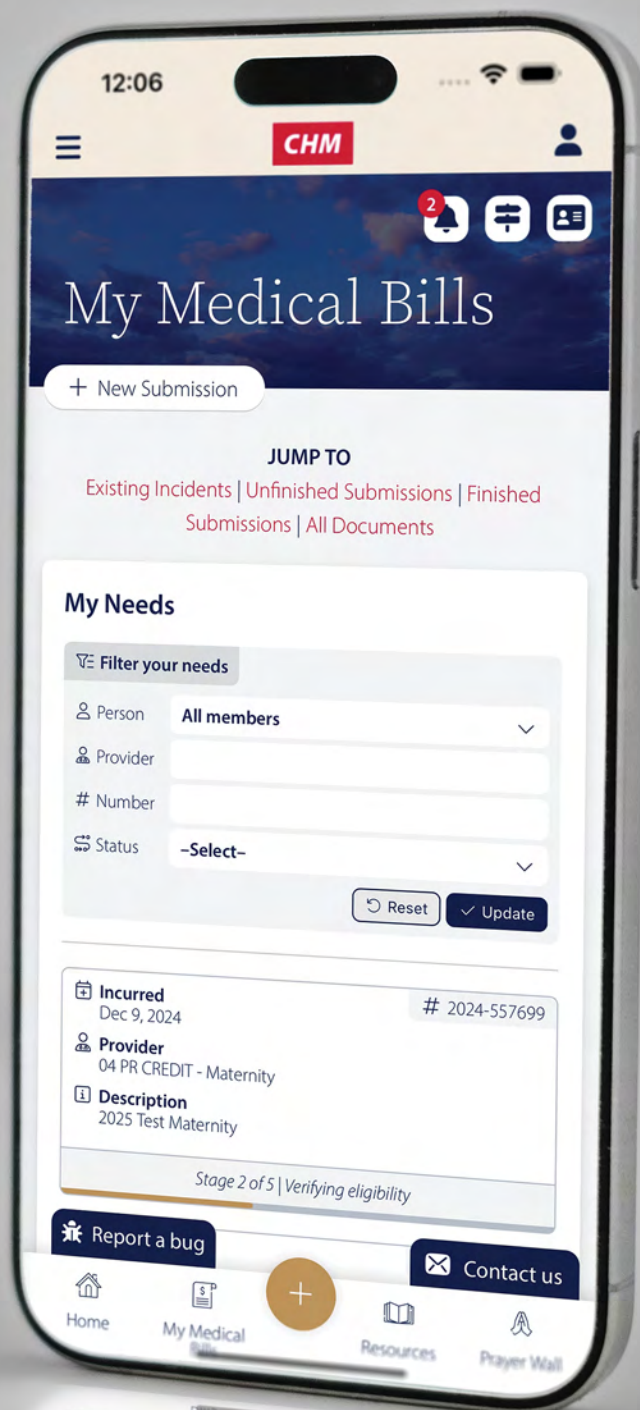 12:06
CHM
2
My Medical Bills
+ New Submission
JUMP TO
Existing Incidents | Unfinished Submissions | Finished
Submissions | All Documents
My Needs
Filter your needs
Person All members
Provider
# Number
Status –Select–
Reset ✓ Update
Incurred # 2024-557699
Dec 9, 2024
Provider
04 PR CREDIT - Maternity
Description
2025 Test Maternity
Stage 2 of 5 | Verifying eligibility
Report a bug
Contact us
+
Home My Medical Bills Resources Prayer Wall